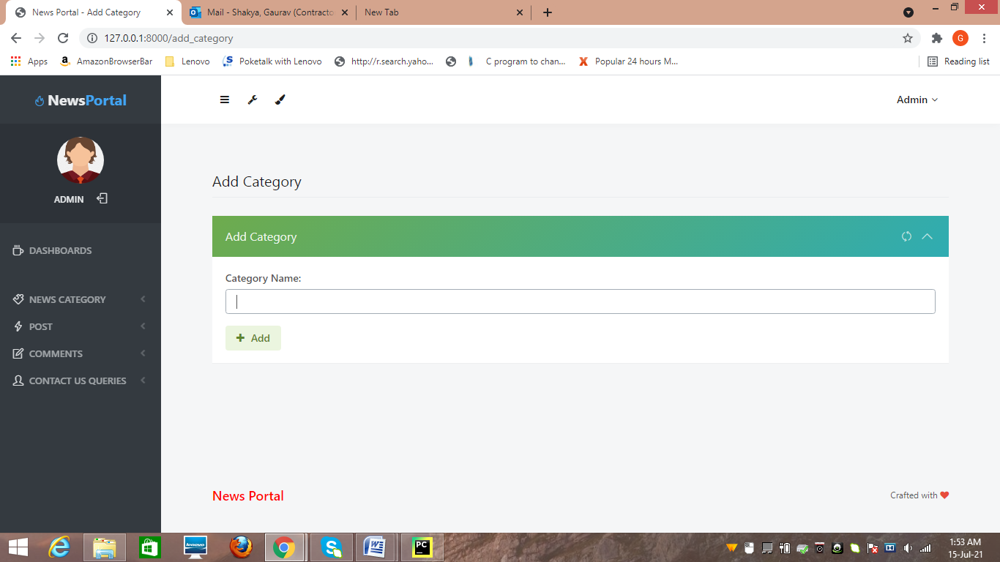 News Portal - Add Category
Mail - Shakya, Gaurav (Contracto
New Tab
127.0.0.1:8000/add_category
G
Apps
AmazonBrowserBar
Lenovo
Poketalk with Lenovo
http://r.search.yaho...
C program to chan...
Popular 24 hours M...
Reading list
NewsPortal
Admin
ADMIN
DASHBOARDS
NEWS CATEGORY
POST
COMMENTS
CONTACT US QUERIES
Add Category
Add Category
Category Name:
Add
News Portal
Crafted with
lenovo
PC
1:53 AM
15-Jul-21